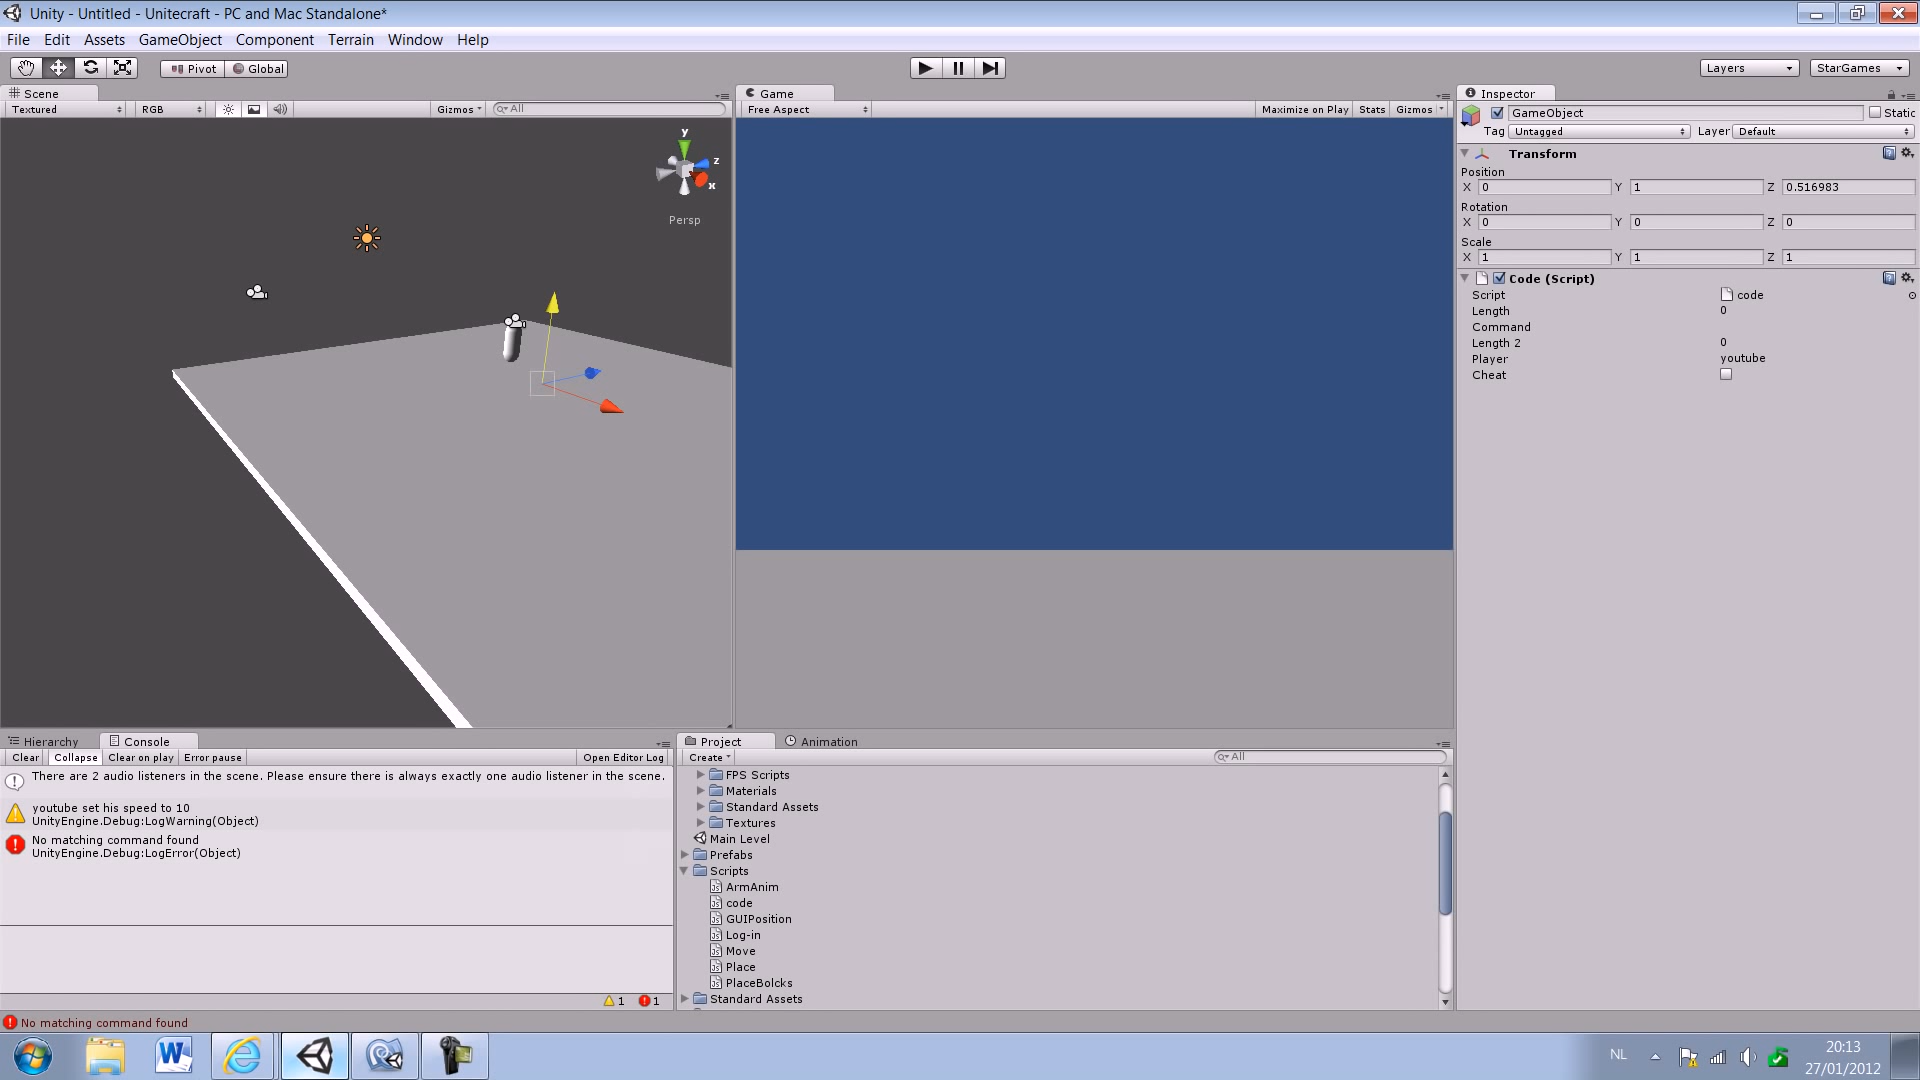 Unity - Untitled - Unitecraft - PC and Mac Standalone*
File Edit Assets GameObject Component Terrain Window Help
Pivot Global Layers StarGames
Scene
Textured RGB Gizmos All
y
z
x
Persp
Game
Free Aspect Maximize on Play Stats Gizmos
Inspector
GameObject Static
Tag Untagged Layer Default
Transform
Position
X 0 Y 1 Z 0.516983
Rotation
X 0 Y 0 Z 0
Scale
X 1 Y 1 Z 1
Code (Script)
Script code
Length 0
Command
Length 2 0
Player youtube
Cheat
Hierarchy Console
Clear Collapse Clear on play Error pause Open Editor Log
There are 2 audio listeners in the scene. Please ensure there is always exactly one audio listener in the scene.
youtube set his speed to 10
UnityEngine.Debug:LogWarning(Object)
No matching command found
UnityEngine.Debug:LogError(Object)
1 1
Project Animation
Create All
FPS Scripts
Materials
Standard Assets
Textures
Main Level
Prefabs
Scripts
ArmAnim
code
GUIPosition
Log-in
Move
Place
PlaceBolcks
Standard Assets
No matching command found
NL
20:13
27/01/2012